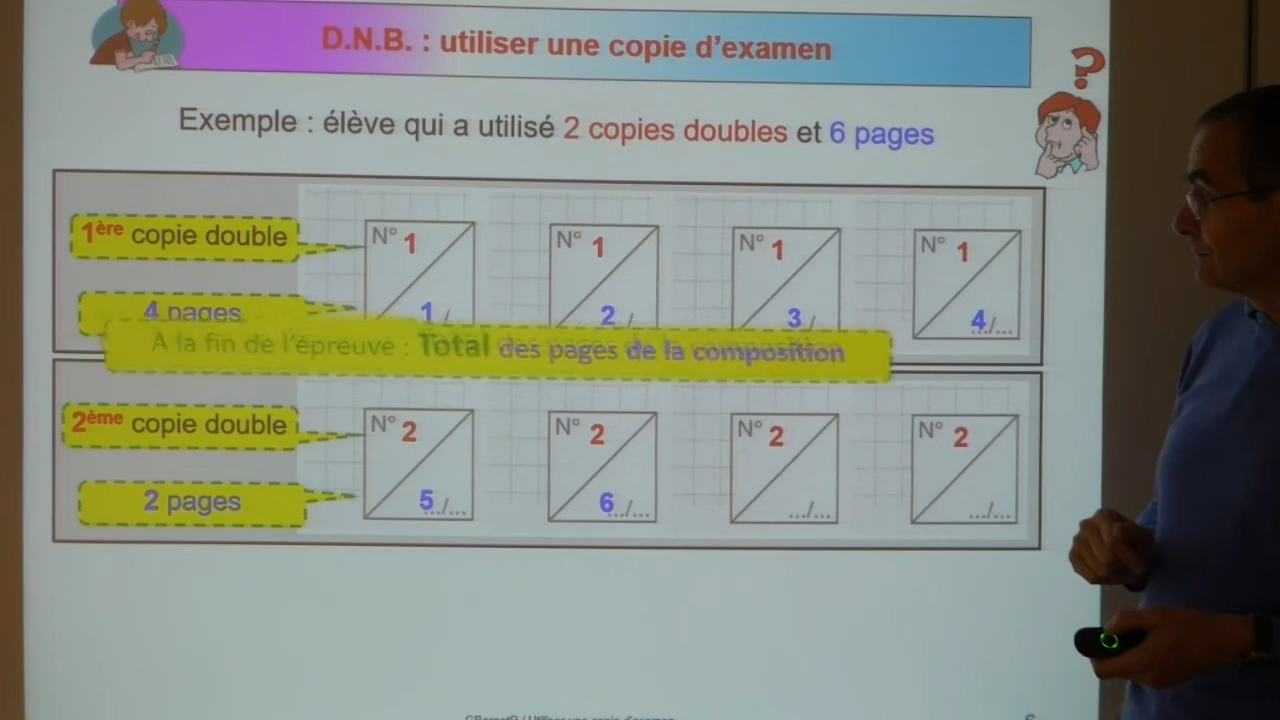 D.N.B. : utiliser une copie d'examen
Exemple : élève qui a utilisé 2 copies doubles et 6 pages
1ère copie double
N° 1 N° 1 N° 1 N° 1
4 pages
1 / 2 / 3 / 4../...
A la fin de l'épreuve : Total des pages de la composition
2ème copie double
N° 2 N° 2 N° 2 N° 2
2 pages
5../... 6../... .../... .../...